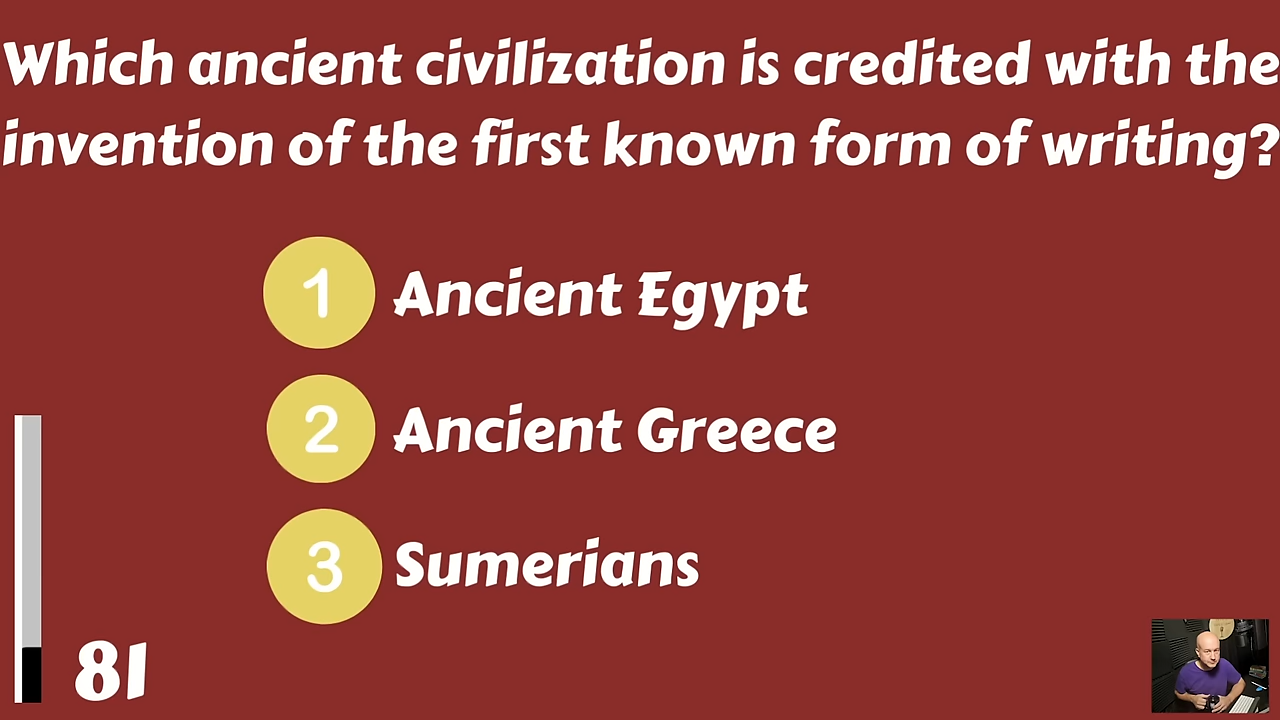 Which ancient civilization is credited with the
invention of the first known form of writing?
1 Ancient Egypt
2 Ancient Greece
3 Sumerians
81